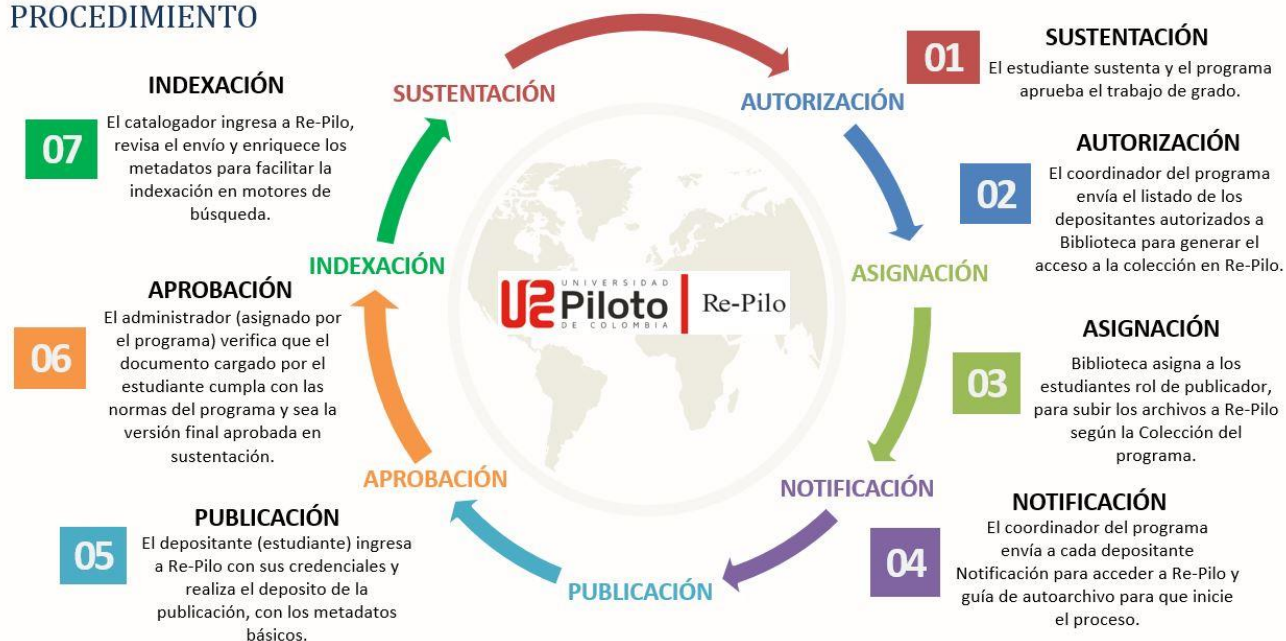 PROCEDIMIENTO
SUSTENTACIÓN
AUTORIZACIÓN
ASIGNACIÓN
NOTIFICACIÓN
PUBLICACIÓN
APROBACIÓN
INDEXACIÓN
UNIVERSIDAD
Piloto
DE COLOMBIA
Re-Pilo
01
SUSTENTACIÓN
El estudiante sustenta y el programa
aprueba el trabajo de grado.
02
AUTORIZACIÓN
El coordinador del programa
envía el listado de los
depositantes autorizados a
Biblioteca para generar el
acceso a la colección en Re-Pilo.
03
ASIGNACIÓN
Biblioteca asigna a los
estudiantes rol de publicador,
para subir los archivos a Re-Pilo
según la Colección del
programa.
04
NOTIFICACIÓN
El coordinador del programa
envía a cada depositante
Notificación para acceder a Re-Pilo y
guía de autoarchivo para que inicie
el proceso.
05
PUBLICACIÓN
El depositante (estudiante) ingresa
a Re-Pilo con sus credenciales y
realiza el deposito de la
publicación, con los metadatos
básicos.
06
APROBACIÓN
El administrador (asignado por
el programa) verifica que el
documento cargado por el
estudiante cumpla con las
normas del programa y sea la
versión final aprobada en
sustentación.
07
INDEXACIÓN
El catalogador ingresa a Re-Pilo,
revisa el envío y enriquece los
metadatos para facilitar la
indexación en motores de
búsqueda.